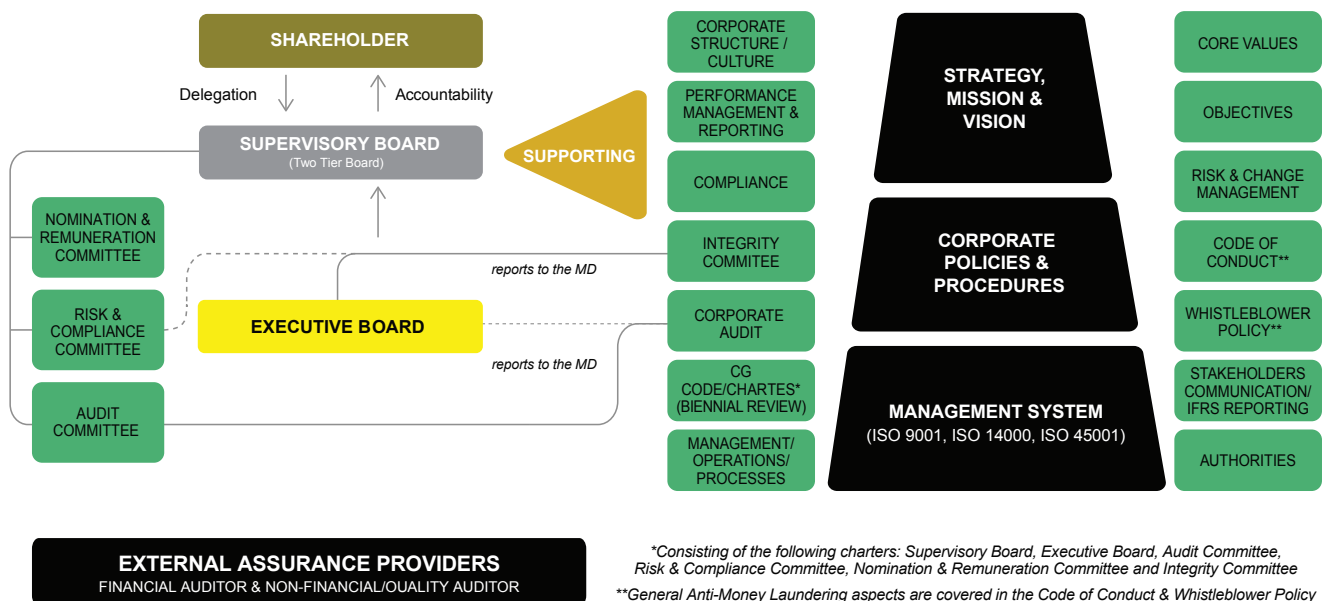 SHAREHOLDER
Delegation
Accountability
SUPERVISORY BOARD
(Two Tier Board)
SUPPORTING
NOMINATION &
REMUNERATION
COMMITTEE
RISK &
COMPLIANCE
COMMITTEE
AUDIT
COMMITTEE
reports to the MD
EXECUTIVE BOARD
reports to the MD
CORPORATE
STRUCTURE /
CULTURE
PERFORMANCE
MANAGEMENT &
REPORTING
COMPLIANCE
INTEGRITY
COMMITEE
CORPORATE
AUDIT
CG
CODE/CHARTES*
(BIENNIAL REVIEW)
MANAGEMENT/
OPERATIONS/
PROCESSES
STRATEGY,
MISSION &
VISION
CORPORATE
POLICIES &
PROCEDURES
MANAGEMENT SYSTEM
(ISO 9001, ISO 14000, ISO 45001)
CORE VALUES
OBJECTIVES
RISK & CHANGE
MANAGEMENT
CODE OF
CONDUCT**
WHISTLEBLOWER
POLICY**
STAKEHOLDERS
COMMUNICATION/
IFRS REPORTING
AUTHORITIES
EXTERNAL ASSURANCE PROVIDERS
FINANCIAL AUDITOR & NON-FINANCIAL/QUALITY AUDITOR
*Consisting of the following charters: Supervisory Board, Executive Board, Audit Committee,
Risk & Compliance Committee, Nomination & Remuneration Committee and Integrity Committee
**General Anti-Money Laundering aspects are covered in the Code of Conduct & Whistleblower Policy